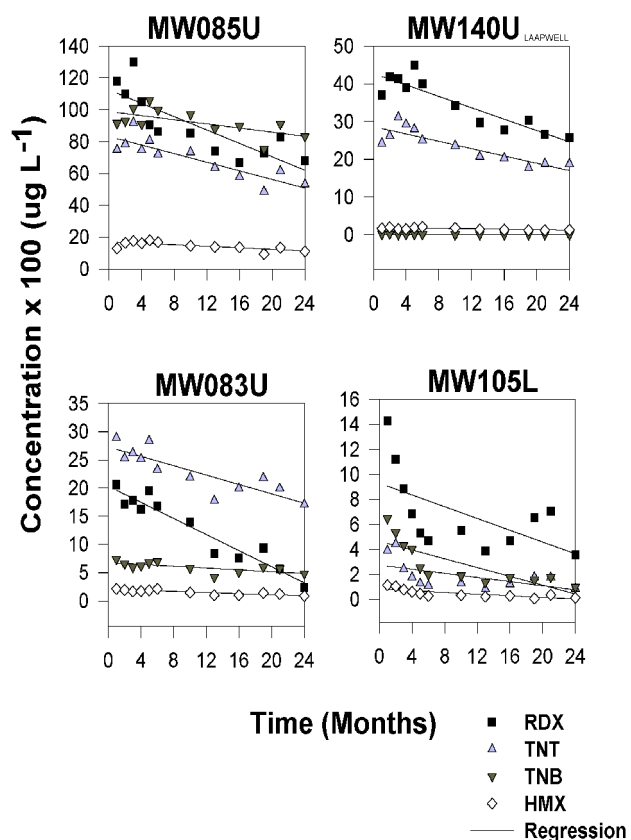 MW085U
MW140U LAAPWELL
140
120
100
80
60
40
20
0
0 4 8 12 16 20 24
50
40
30
20
10
0
0 4 8 12 16 20 24
Concentration x 100 (ug L-1)
MW083U
MW105L
35
30
25
20
15
10
5
0
0 4 8 12 16 20 24
16
14
12
10
8
6
4
2
0
0 4 8 12 16 20 24
Time (Months)
RDX
TNT
TNB
HMX
Regression